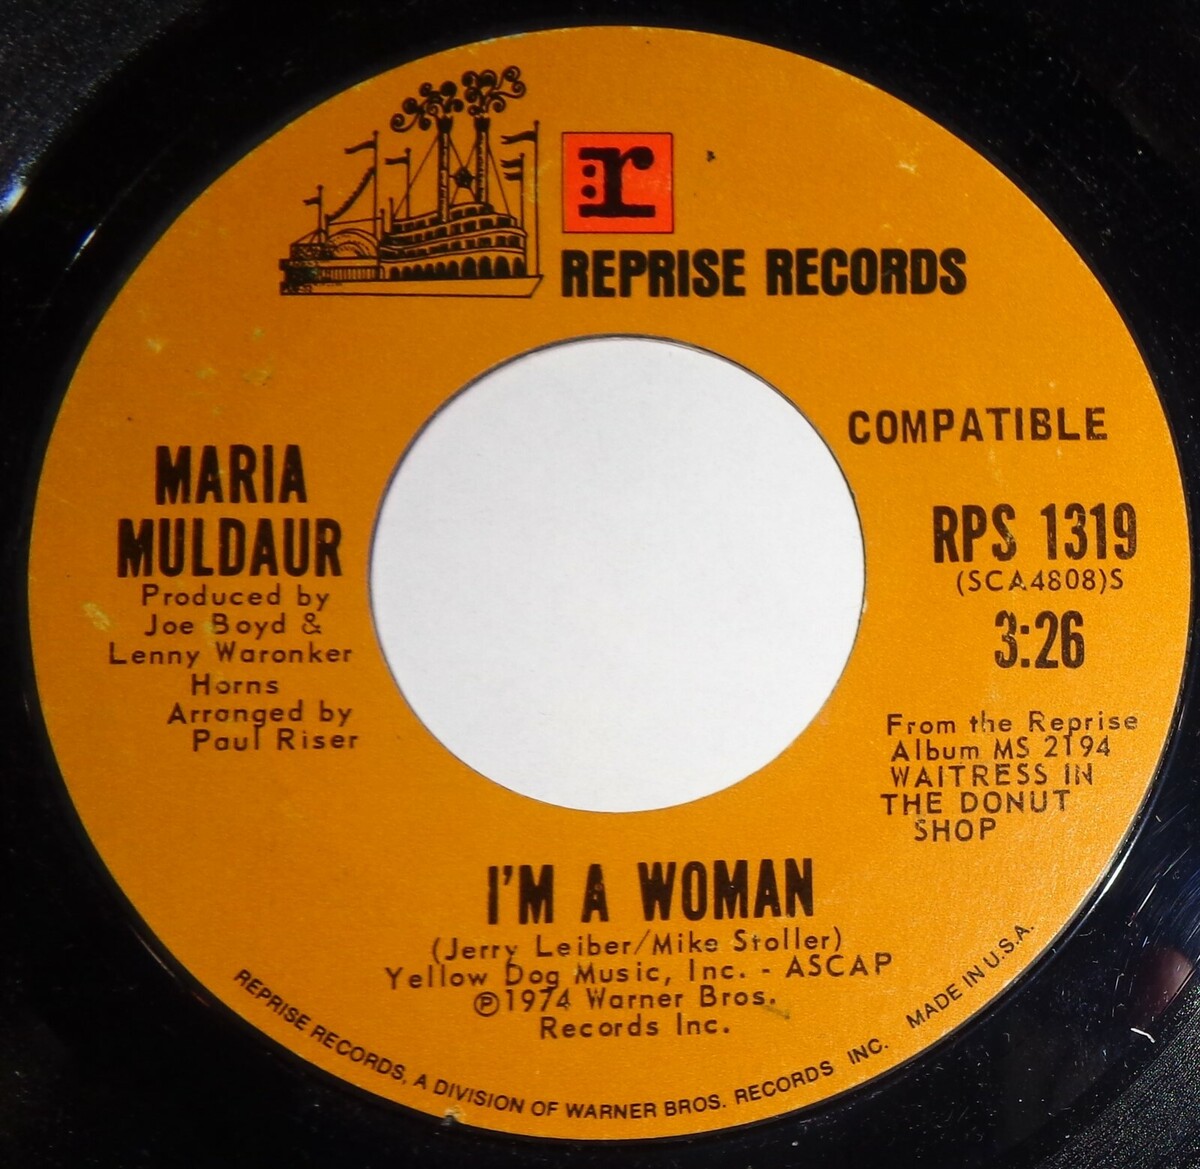 r
REPRISE RECORDS
COMPATIBLE
MARIA
MULDAUR
Produced by
Joe Boyd &
Lenny Waronker
Horns
Arranged by
Paul Riser
RPS 1319
(SCA4808)S
3:26
From the Reprise
Album MS 2194
WAITRESS IN
THE DONUT
SHOP
I'M A WOMAN
(Jerry Leiber/Mike Stoller)
Yellow Dog Music, Inc. - ASCAP
℗1974 Warner Bros.
Records Inc.
REPRISE RECORDS, A DIVISION OF WARNER BROS. RECORDS INC. MADE IN U.S.A.